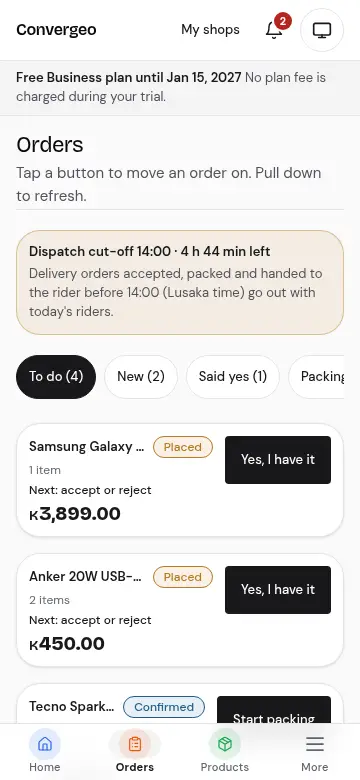 Convergeo
My shops
2
Free Business plan until Jan 15, 2027 No plan fee is
charged during your trial.
Orders
Tap a button to move an order on. Pull down
to refresh.
Dispatch cut-off 14:00 · 4 h 44 min left
Delivery orders accepted, packed and handed to
the rider before 14:00 (Lusaka time) go out with
today's riders.
To do (4)
New (2)
Said yes (1)
Packing
Samsung Galaxy ...
Placed
Yes, I have it
1 item
Next: accept or reject
K3,899.00
Anker 20W USB-...
Placed
Yes, I have it
2 items
Next: accept or reject
K450.00
Tecno Spark...
Confirmed
Start packing
Home
Orders
Products
More